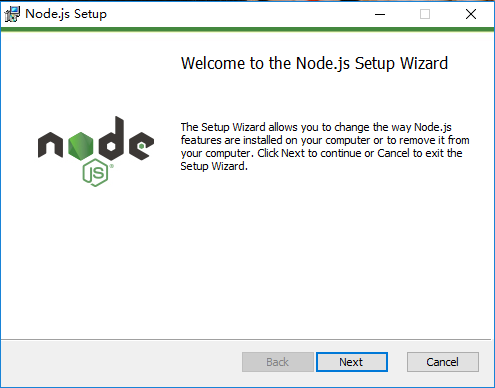 Node.js Setup
Welcome to the Node.js Setup Wizard
node
JS
The Setup Wizard allows you to change the way Node.js
features are installed on your computer or to remove it from
your computer. Click Next to continue or Cancel to exit the
Setup Wizard.
Back
Next
Cancel